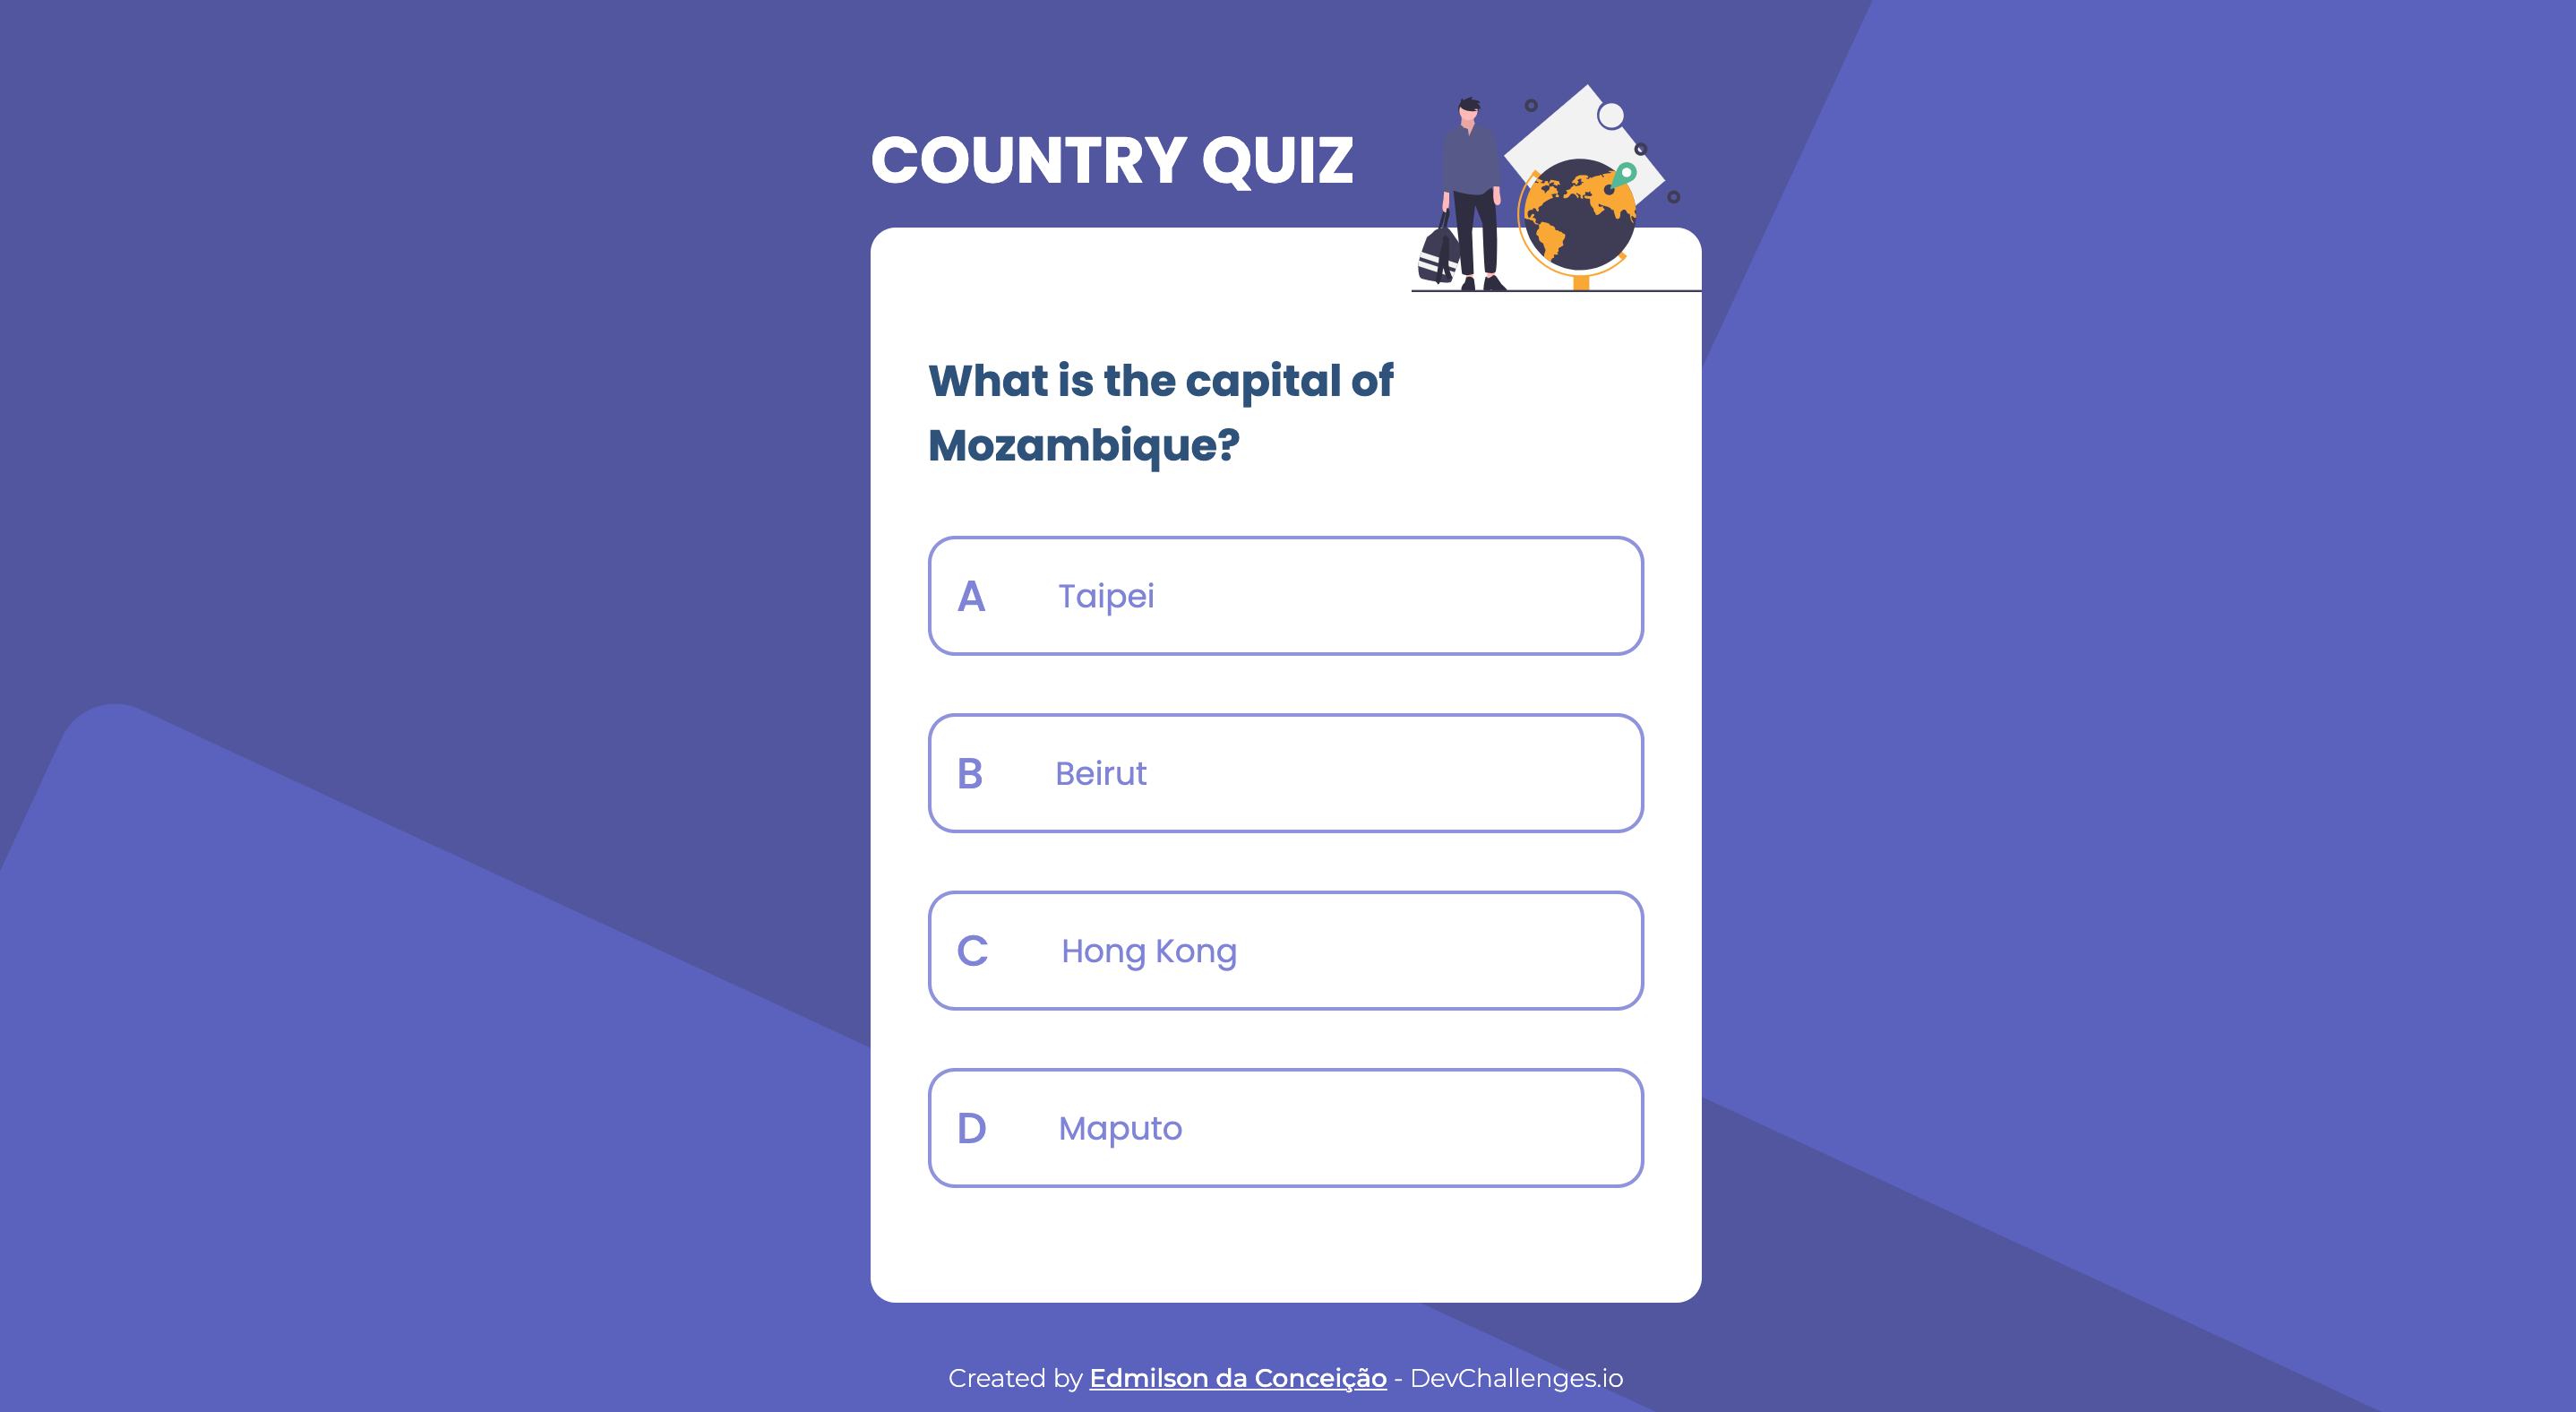 COUNTRY QUIZ
What is the capital of
Mozambique?
A Taipei
B Beirut
C Hong Kong
D Maputo
Created by Edmilson da Conceição - DevChallenges.io